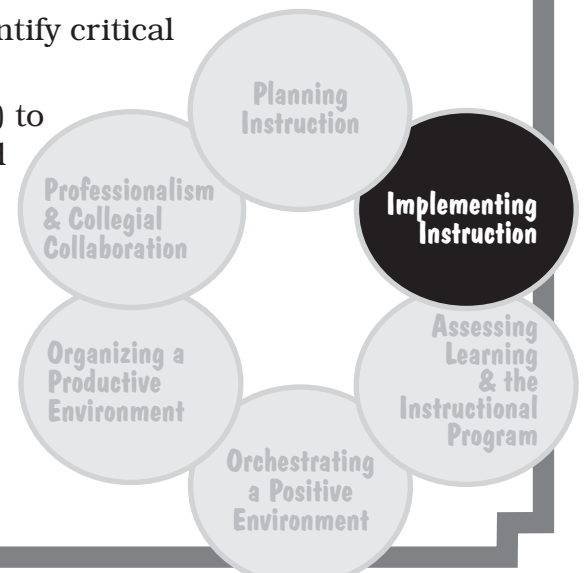 ntify critical
) to
Planning
Instruction
Implementing
Instruction
Assessing
Learning
& the
Instructional
Program
Orchestrating
a Positive
Environment
Organizing a
Productive
Environment
Professionalism
& Collegial
Collaboration